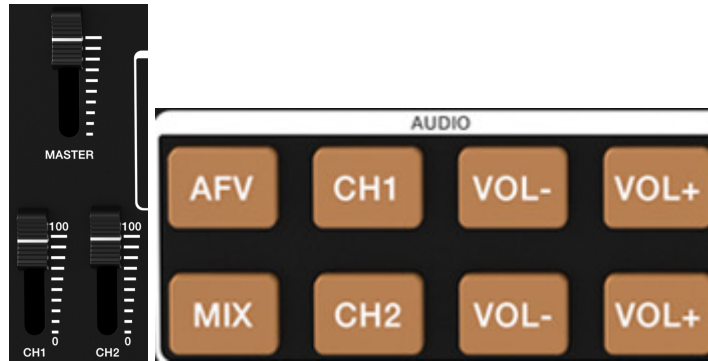 MASTER
100 100
0 0
CH1 CH2
AUDIO
AFV CH1 VOL- VOL+
MIX CH2 VOL- VOL+